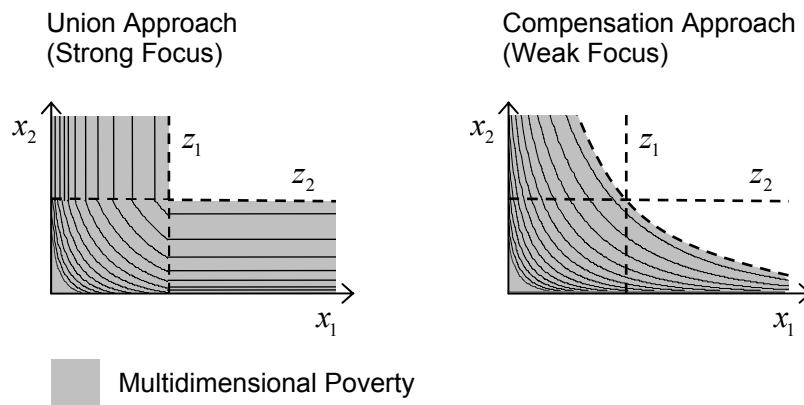 Union Approach
(Strong Focus)
x₂
z₁
z₂
x₁
Compensation Approach
(Weak Focus)
x₂
z₁
z₂
x₁
Multidimensional Poverty